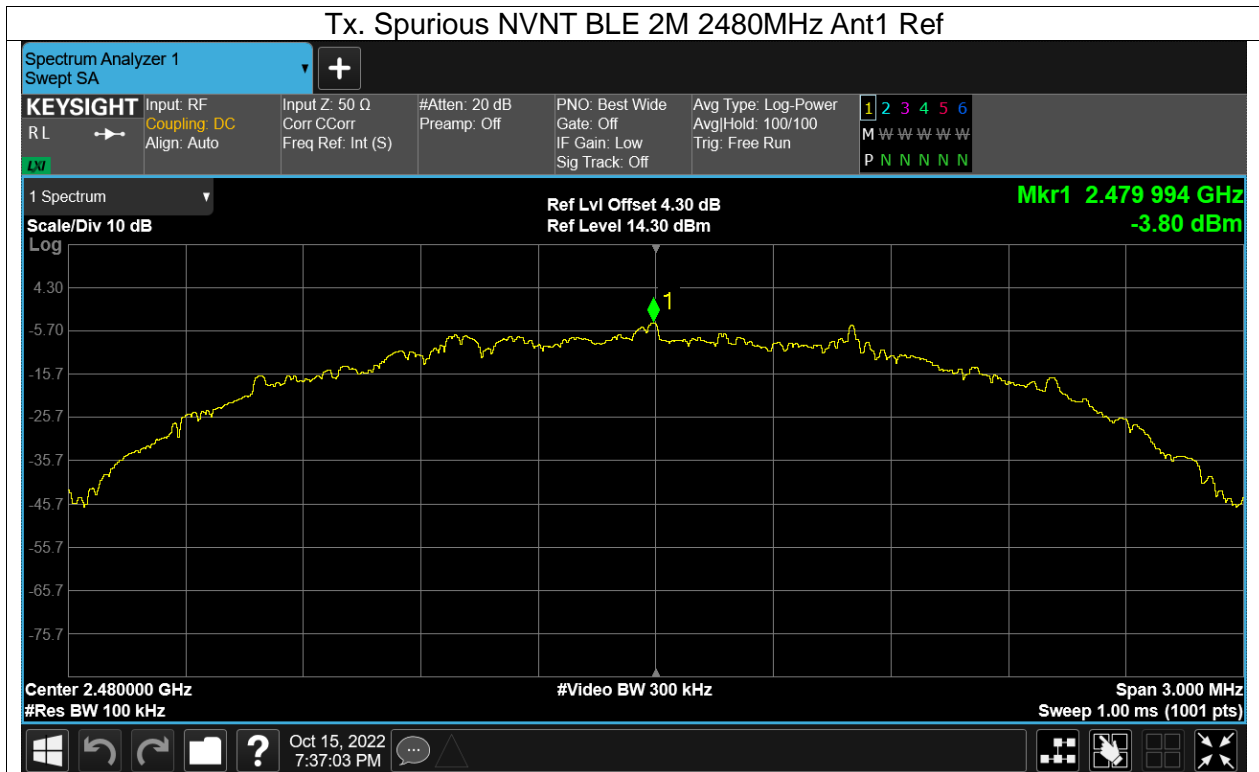 Tx. Spurious NVNT BLE 2M 2480MHz Ant1 Ref
Spectrum Analyzer 1
Swept SA
KEYSIGHT
R L
LXI
Input: RF
Coupling: DC
Align: Auto
Input Z: 50 Ω
Corr CCorr
Freq Ref: Int (S)
#Atten: 20 dB
Preamp: Off
PNO: Best Wide
Gate: Off
IF Gain: Low
Sig Track: Off
Avg Type: Log-Power
Avg|Hold: 100/100
Trig: Free Run
1 2 3 4 5 6
M W W W W W W
P N N N N N N
1 Spectrum
Scale/Div 10 dB
Ref Lvl Offset 4.30 dB
Ref Level 14.30 dBm
Mkr1 2.479 994 GHz
-3.80 dBm
Log
4.30
-5.70
-15.7
-25.7
-35.7
-45.7
-55.7
-65.7
-75.7
1
Center 2.480000 GHz
#Res BW 100 kHz
#Video BW 300 kHz
Span 3.000 MHz
Sweep 1.00 ms (1001 pts)
?
Oct 15, 2022
7:37:03 PM